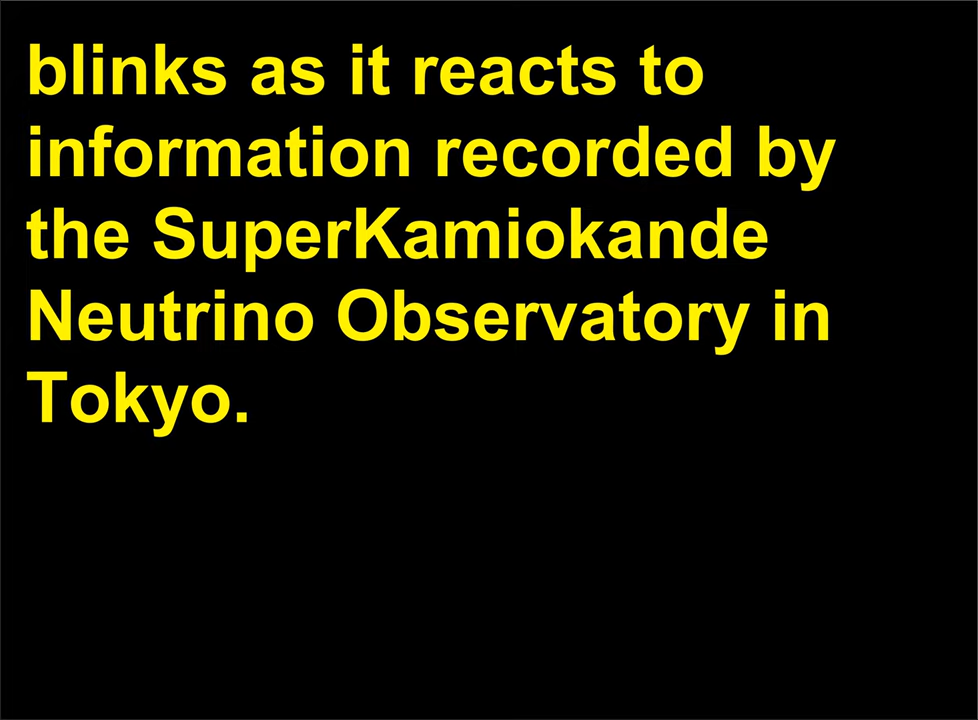 blinks as it reacts to
information recorded by
the SuperKamiokande
Neutrino Observatory in
Tokyo.